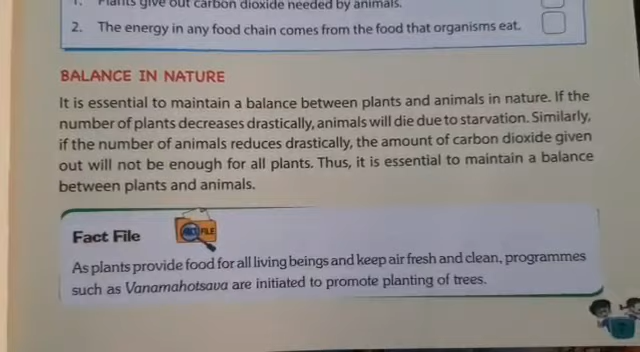 1. Plants give out carbon dioxide needed by animals.
2. The energy in any food chain comes from the food that organisms eat.
BALANCE IN NATURE
It is essential to maintain a balance between plants and animals in nature. If the
number of plants decreases drastically, animals will die due to starvation. Similarly,
if the number of animals reduces drastically, the amount of carbon dioxide given
out will not be enough for all plants. Thus, it is essential to maintain a balance
between plants and animals.
Fact File
FILE
As plants provide food for all living beings and keep air fresh and clean, programmes
such as Vanamahotsava are initiated to promote planting of trees.